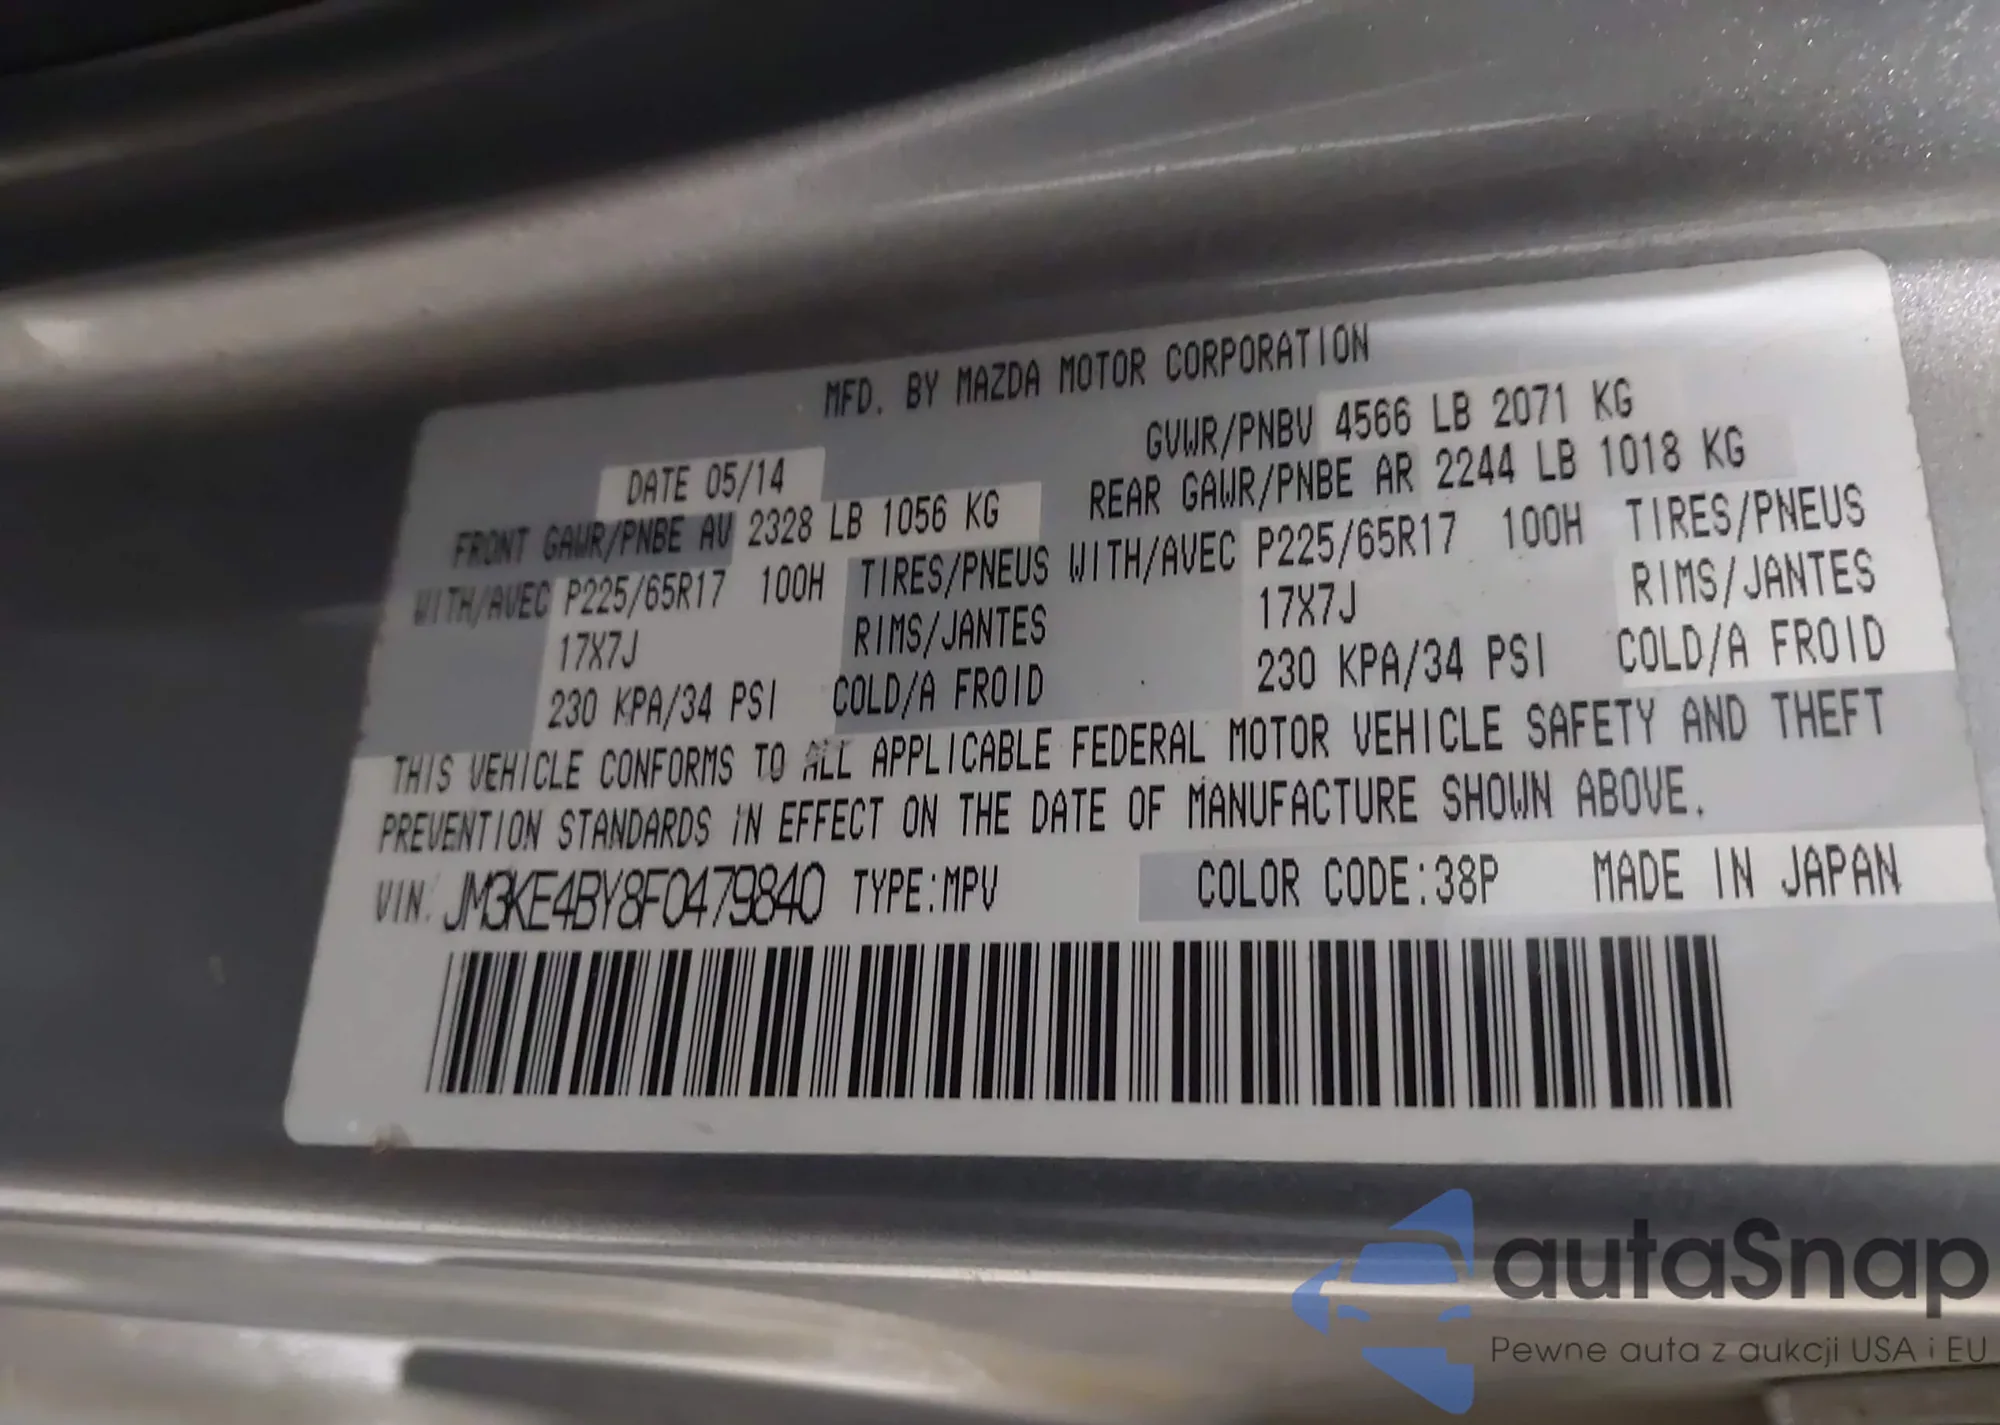 MFD. BY MAZDA MOTOR CORPORATION
DATE 05/14 GVWR/PNBV 4566 LB 2071 KG
FRONT GAWR/PNBE AV 2328 LB 1056 KG REAR GAWR/PNBE AR 2244 LB 1018 KG
WITH/AVEC P225/65R17 100H TIRES/PNEUS WITH/AVEC P225/65R17 100H TIRES/PNEUS
17X7J RIMS/JANTES 17X7J RIMS/JANTES
230 KPA/34 PSI COLD/A FROID 230 KPA/34 PSI COLD/A FROID
THIS VEHICLE CONFORMS TO ALL APPLICABLE FEDERAL MOTOR VEHICLE SAFETY AND THEFT
PREVENTION STANDARDS IN EFFECT ON THE DATE OF MANUFACTURE SHOWN ABOVE.
VIN: JM3KE4BY8F0479840 TYPE:MPV COLOR CODE:38P MADE IN JAPAN
autaSnap
Pewne auta z aukcji USA i EU